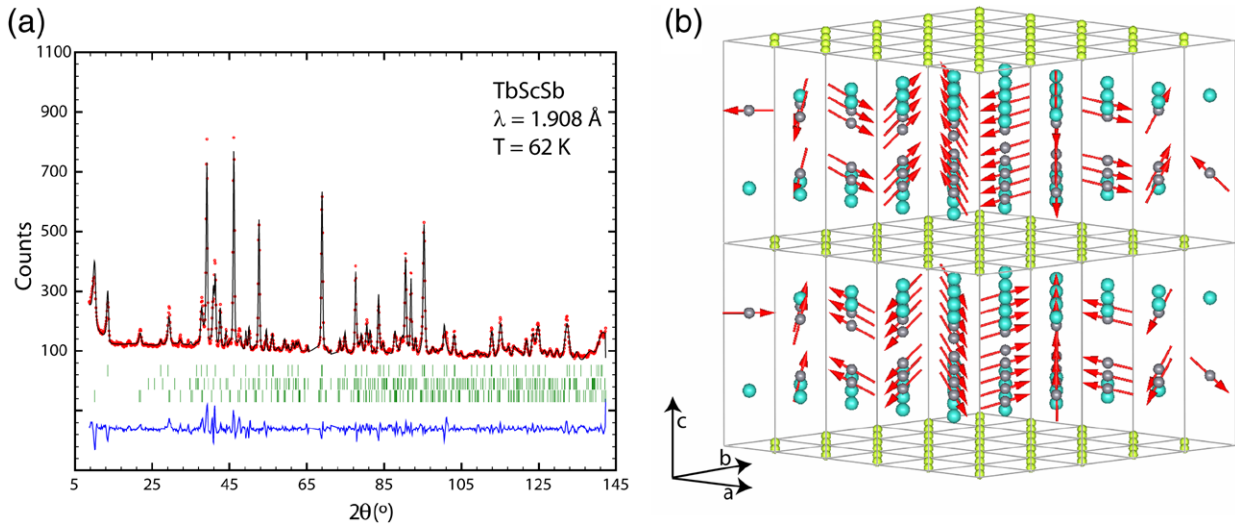 (a)
1100
900
700
500
300
100
Counts
TbScSb
λ = 1.908 Å
T = 62 K
5 25 45 65 85 105 125 145
2θ(º)
(b)
c
b
a